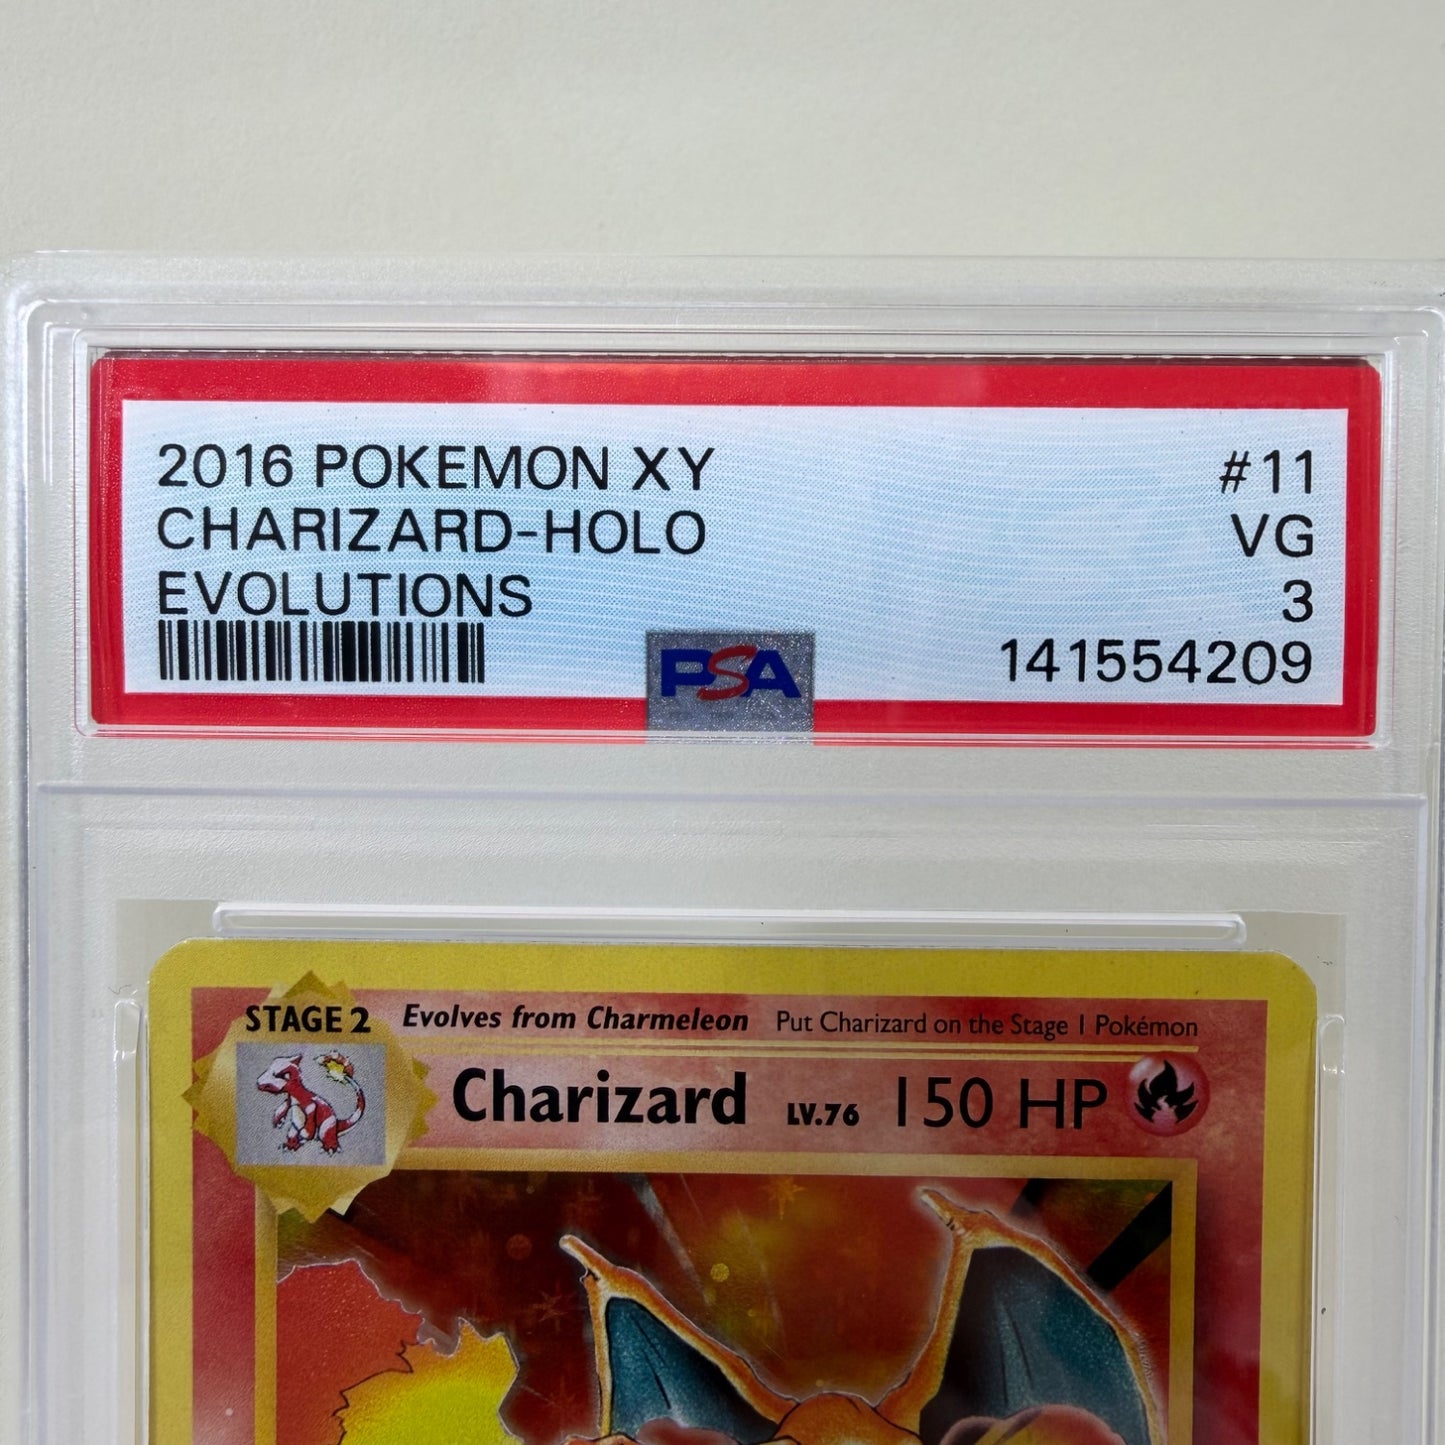 2016 POKEMON XY #11
CHARIZARD-HOLO VG
EVOLUTIONS 3
PSA 141554209
STAGE 2 Evolves from Charmeleon Put Charizard on the Stage 1 Pokémon
Charizard LV.76 150 HP